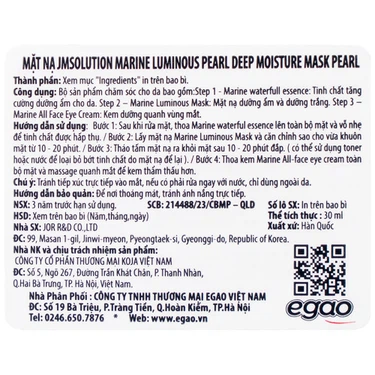 MẶT NẠ JMSOLUTION MARINE LUMINOUS PEARL DEEP MOISTURE MASK PEARL
Thành phần: Xem mục "Ingredients" in trên bao bì.
Công dụng: Bộ sản phẩm chăm sóc cho da bao gồm:Step 1 - Marine waterfull essence: Tinh chất tăng
cường dưỡng ẩm cho da. Step 2 – Marine Luminous Mask: Mặt nạ dưỡng ẩm và dưỡng trắng. Step 3 –
Marine All Face Eye Cream: Kem dưỡng quanh vùng mắt.
Hướng dẫn sử dụng: Bước 1: Sau khi rửa mặt, thoa Marine waterful essence lên toàn bộ mặt và vỗ nhẹ
để tinh chất được hấp thụ. / Bước 2: Lấy mặt nạ Marine Luminous Mask và căn chỉnh sao cho vừa khuôn
mặt từ 10 - 20 phút. / Bước 3: Tháo tấm mặt nạ ra khỏi mặt sau 10 - 20 phút đắp. ( có thể sử dụng toner
hoặc nước để loại bỏ bớt tinh chất do mặt nạ để lại ) / Bước 4: Thoa kem Marine All-face eye cream toàn
bộ mặt và massage quanh mắt để kem thẩm thấu hết hơn.
Chú ý: Tránh tiếp xúc trực tiếp vào mắt, nếu có phải rửa ngay với nước, chỉ dùng ngoài da.
Hướng dẫn bảo quản: Để nơi thoáng mát, tránh ánh nắng trực tiếp.
NSX: 3 năm trước hạn sử dụng. SCB: 214488/23/CBMP – QLD Số lô SX: In trên bao bì
HSD: Xem trên bao bì (Năm,tháng,ngày) Thể tích thực: 30 ml
Nhà SX: JOR R&D CO., LTD Xuất xứ: Hàn Quốc
ĐC: 99, Masan 1-gil, Jinwi-myeon, Pyeongtaek-si, Gyeonggi-do, Republic of Korea.
Nhà NK và chịu trách nhiệm sản phẩm:
CÔNG TY CỔ PHẦN THƯƠNG MẠI KOJA VIỆT NAM
ĐC: Số 5, Ngõ 267, Đường Trần Khát Chân, P. Thanh Nhàn,
Q.Hai Bà Trưng, TP. Hà Nội, Việt Nam.
Nhà Phân Phối : CÔNG TY TNHH THƯƠNG MẠI EGAO VIỆT NAM
ĐC: Số 19 Bà Triệu, P.Tràng Tiền, Q.Hoàn Kiếm, TP.Hà Nội
Tel: 0246.650.7876 * Web: www.egao.vn
egao